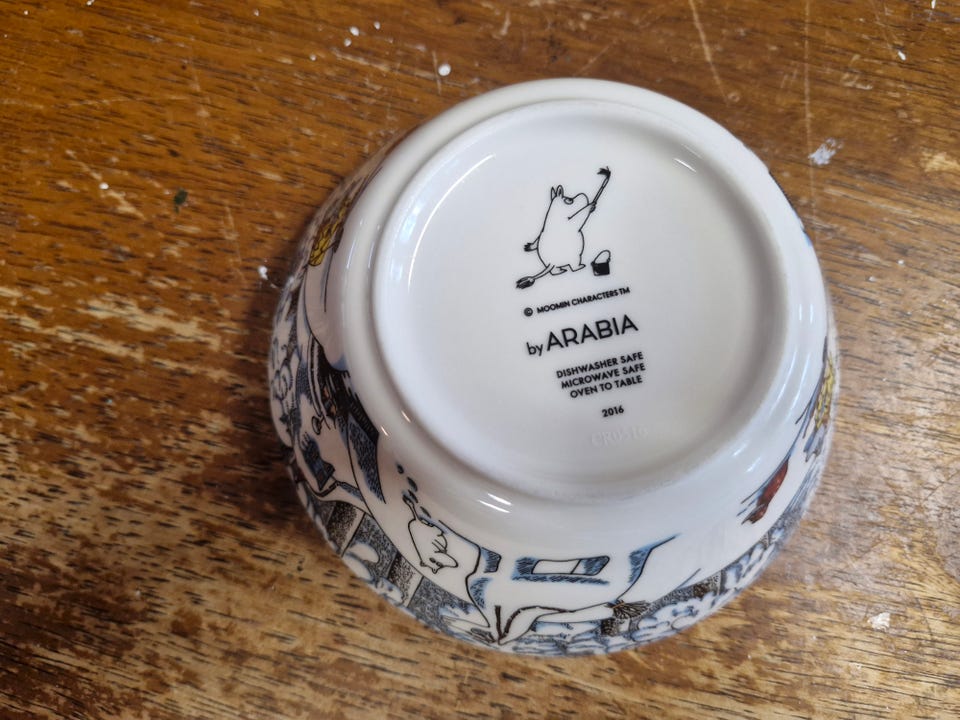 © MOOMIN CHARACTERS TM
by ARABIA
DISHWASHER SAFE
MICROWAVE SAFE
OVEN TO TABLE
2016